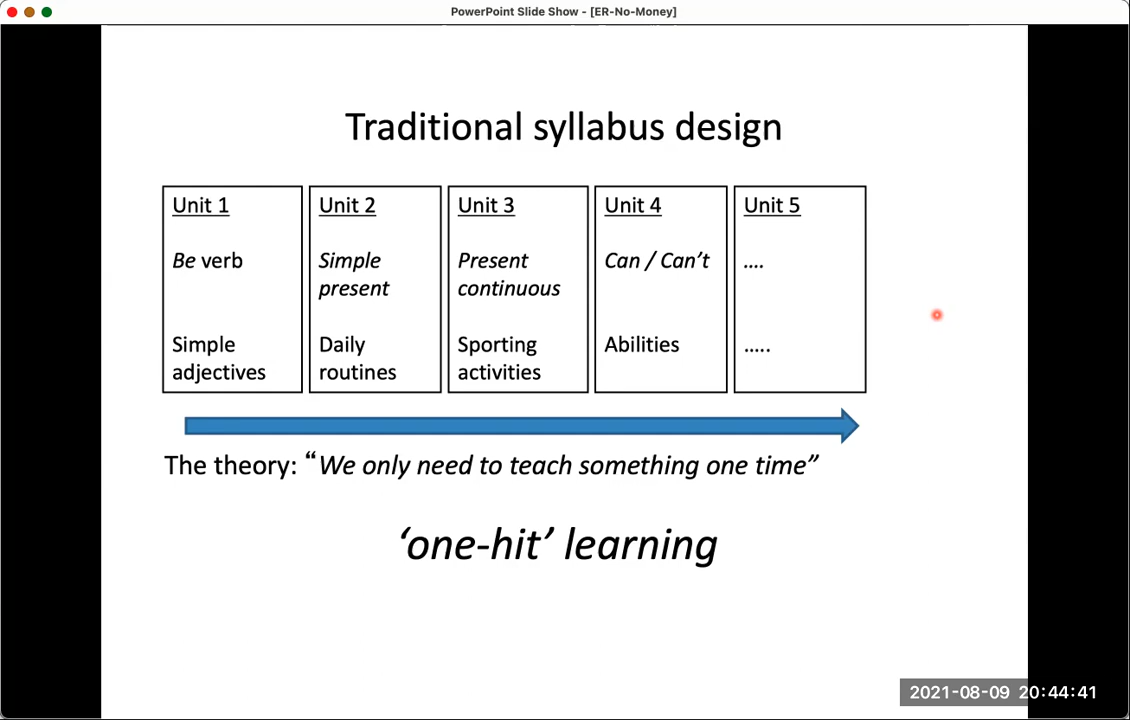 PowerPoint Slide Show - [ER-No-Money]
Traditional syllabus design
Unit 1
Be verb
Simple
adjectives
Unit 2
Simple
present
Daily
routines
Unit 3
Present
continuous
Sporting
activities
Unit 4
Can / Can’t
Abilities
Unit 5
....
.....
The theory: “We only need to teach something one time”
‘one-hit’ learning
2021-08-09 20:44:41